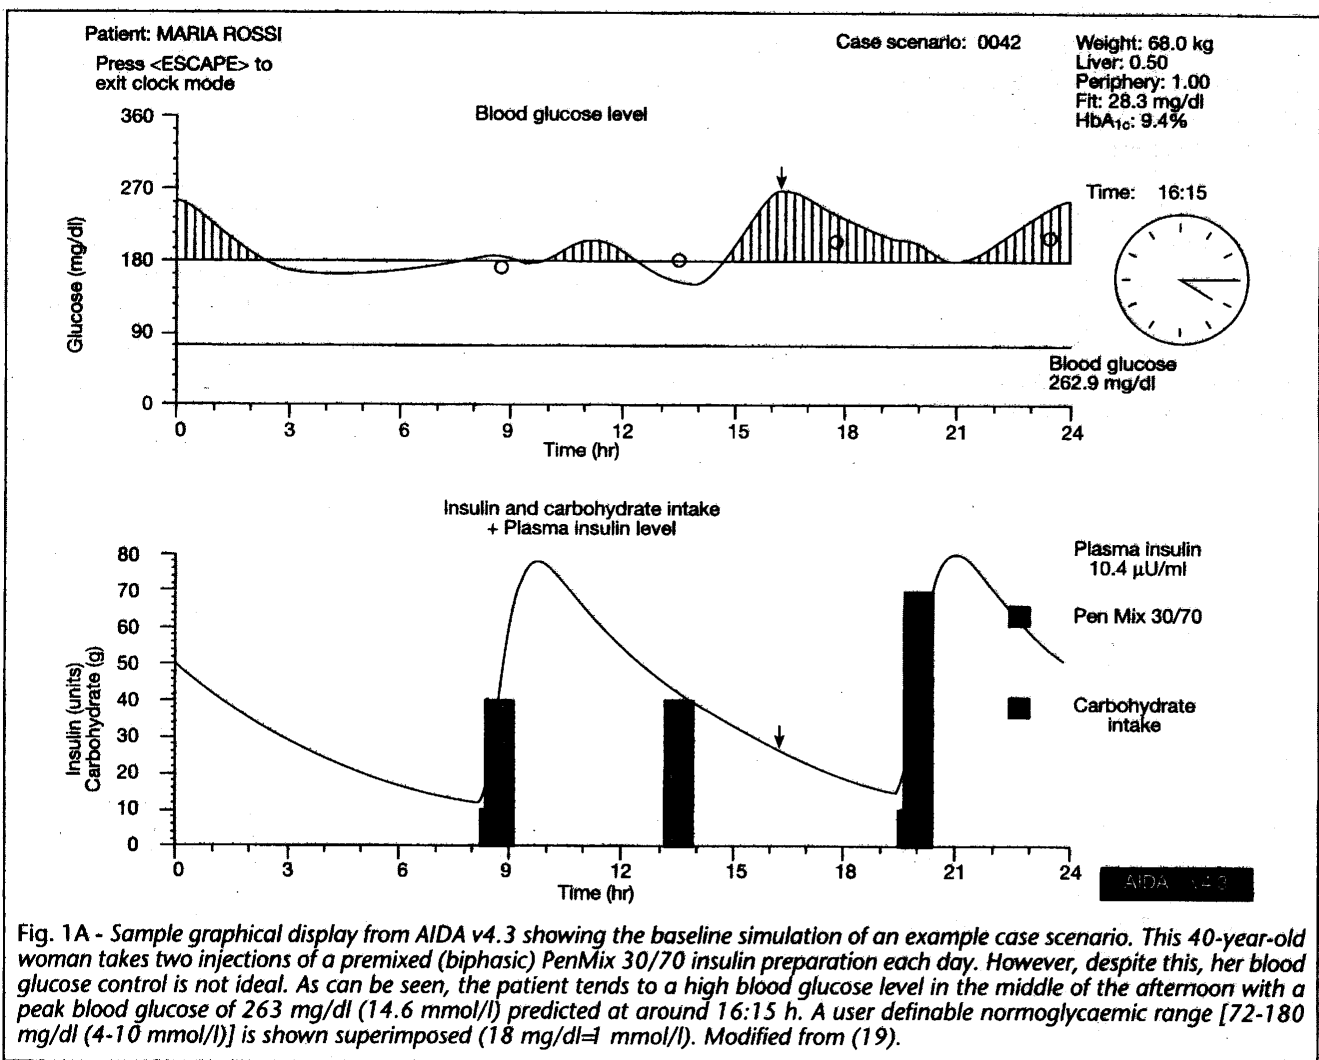 Patient: MARIA ROSSI
Press <ESCAPE> to
exit clock mode
Case scenario: 0042
Weight: 68.0 kg
Liver: 0.50
Periphery: 1.00
Fit: 28.3 mg/dl
HbA1c: 9.4%
Blood glucose level
360
270
180
90
0
Glucose (mg/dl)
0 3 6 9 12 15 18 21 24
Time (hr)
Time: 16:15
Blood glucose
262.9 mg/dl
Insulin and carbohydrate intake
+ Plasma insulin level
80
70
60
50
40
30
20
10
0
Insulin (units)
Carbohydrate (g)
0 3 6 9 12 15 18 21 24
Time (hr)
Plasma insulin
10.4 µU/ml
Pen Mix 30/70
Carbohydrate
intake
AIDA v4.3
Fig. 1A - Sample graphical display from AIDA v4.3 showing the baseline simulation of an example case scenario. This 40-year-old
woman takes two injections of a premixed (biphasic) PenMix 30/70 insulin preparation each day. However, despite this, her blood
glucose control is not ideal. As can be seen, the patient tends to a high blood glucose level in the middle of the afternoon with a
peak blood glucose of 263 mg/dl (14.6 mmol/l) predicted at around 16:15 h. A user definable normoglycaemic range [72-180
mg/dl (4-10 mmol/l)] is shown superimposed (18 mg/dl=1 mmol/l). Modified from (19).